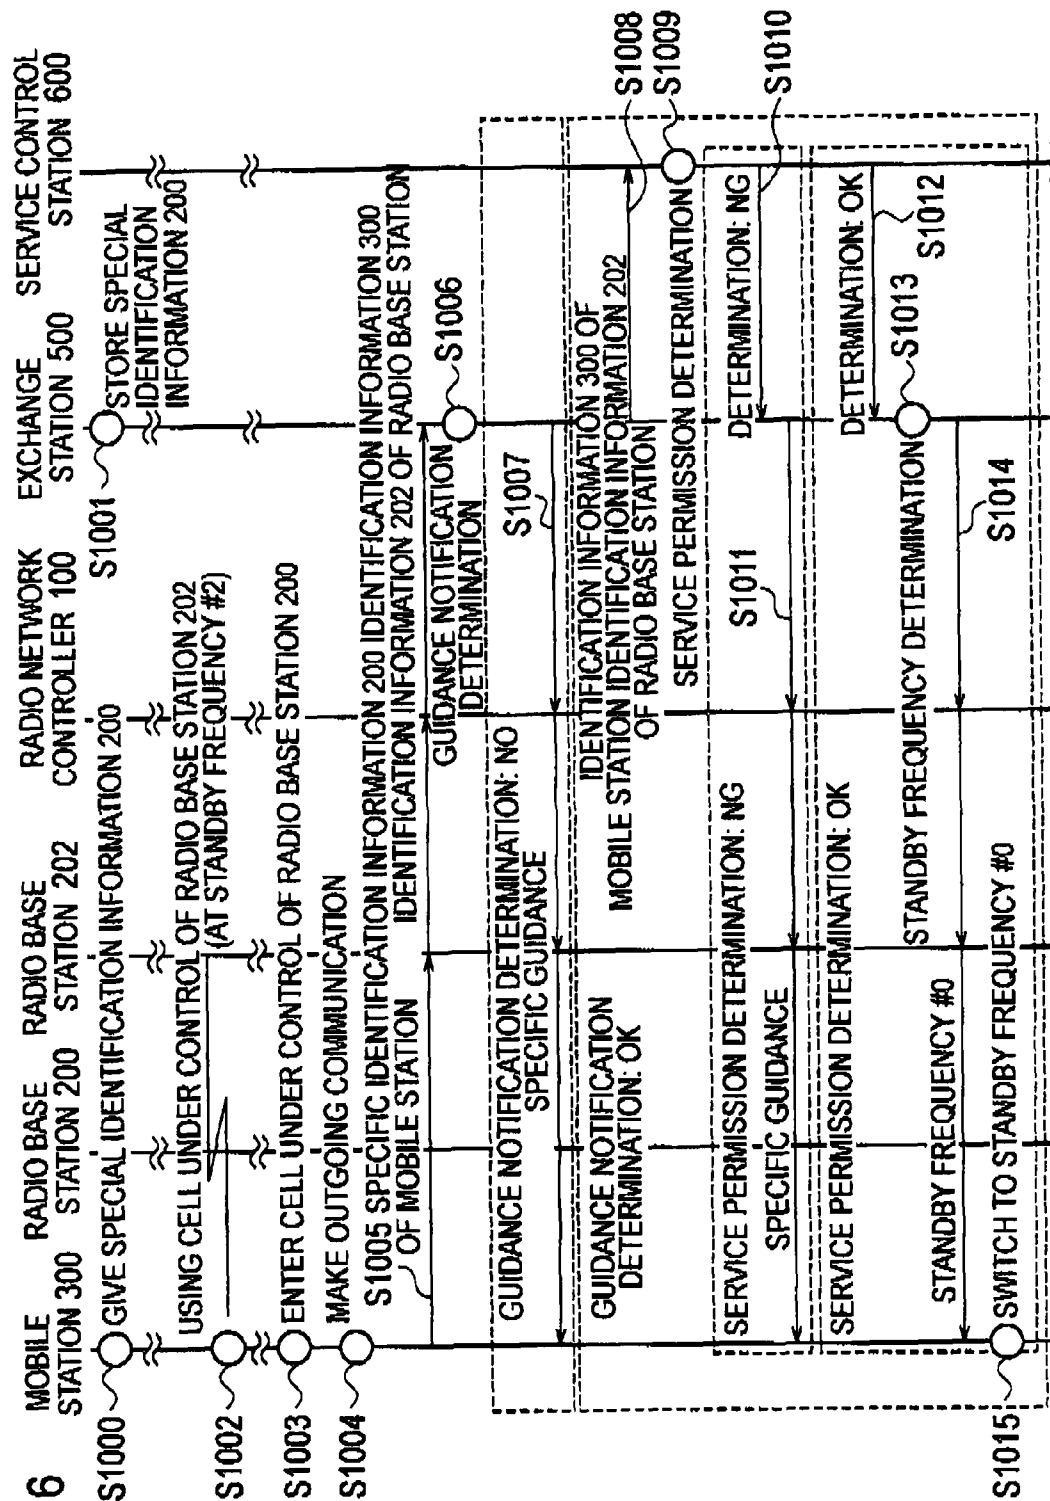 6
MOBILE
STATION 300
RADIO BASE
STATION 200
RADIO BASE
STATION 202
RADIO NETWORK
CONTROLLER 100
EXCHANGE
STATION 500
SERVICE CONTROL
STATION 600
S1000
GIVE SPECIAL IDENTIFICATION INFORMATION 200
S1001
STORE SPECIAL
IDENTIFICATION
INFORMATION 200
S1002
USING CELL UNDER CONTROL OF RADIO BASE STATION 202
(AT STANDBY FREQUENCY #2)
S1003
ENTER CELL UNDER CONTROL OF RADIO BASE STATION 200
S1004
MAKE OUTGOING COMMUNICATION
S1005 SPECIFIC IDENTIFICATION INFORMATION 200 IDENTIFICATION INFORMATION 300
OF MOBILE STATION
IDENTIFICATION INFORMATION 202 OF RADIO BASE STATION
GUIDANCE NOTIFICATION
DETERMINATION
S1006
GUIDANCE NOTIFICATION DETERMINATION: NO
SPECIFIC GUIDANCE
S1007
GUIDANCE NOTIFICATION
DETERMINATION: OK
IDENTIFICATION INFORMATION 300 OF
MOBILE STATION IDENTIFICATION INFORMATION 202
OF RADIO BASE STATION
S1008
SERVICE PERMISSION DETERMINATION
S1009
SERVICE PERMISSION DETERMINATION: NG
SPECIFIC GUIDANCE
S1011
DETERMINATION: NG
S1010
SERVICE PERMISSION DETERMINATION: OK
DETERMINATION: OK
S1012
STANDBY FREQUENCY DETERMINATION
S1013
STANDBY FREQUENCY #0
S1014
S1015
SWITCH TO STANDBY FREQUENCY #0